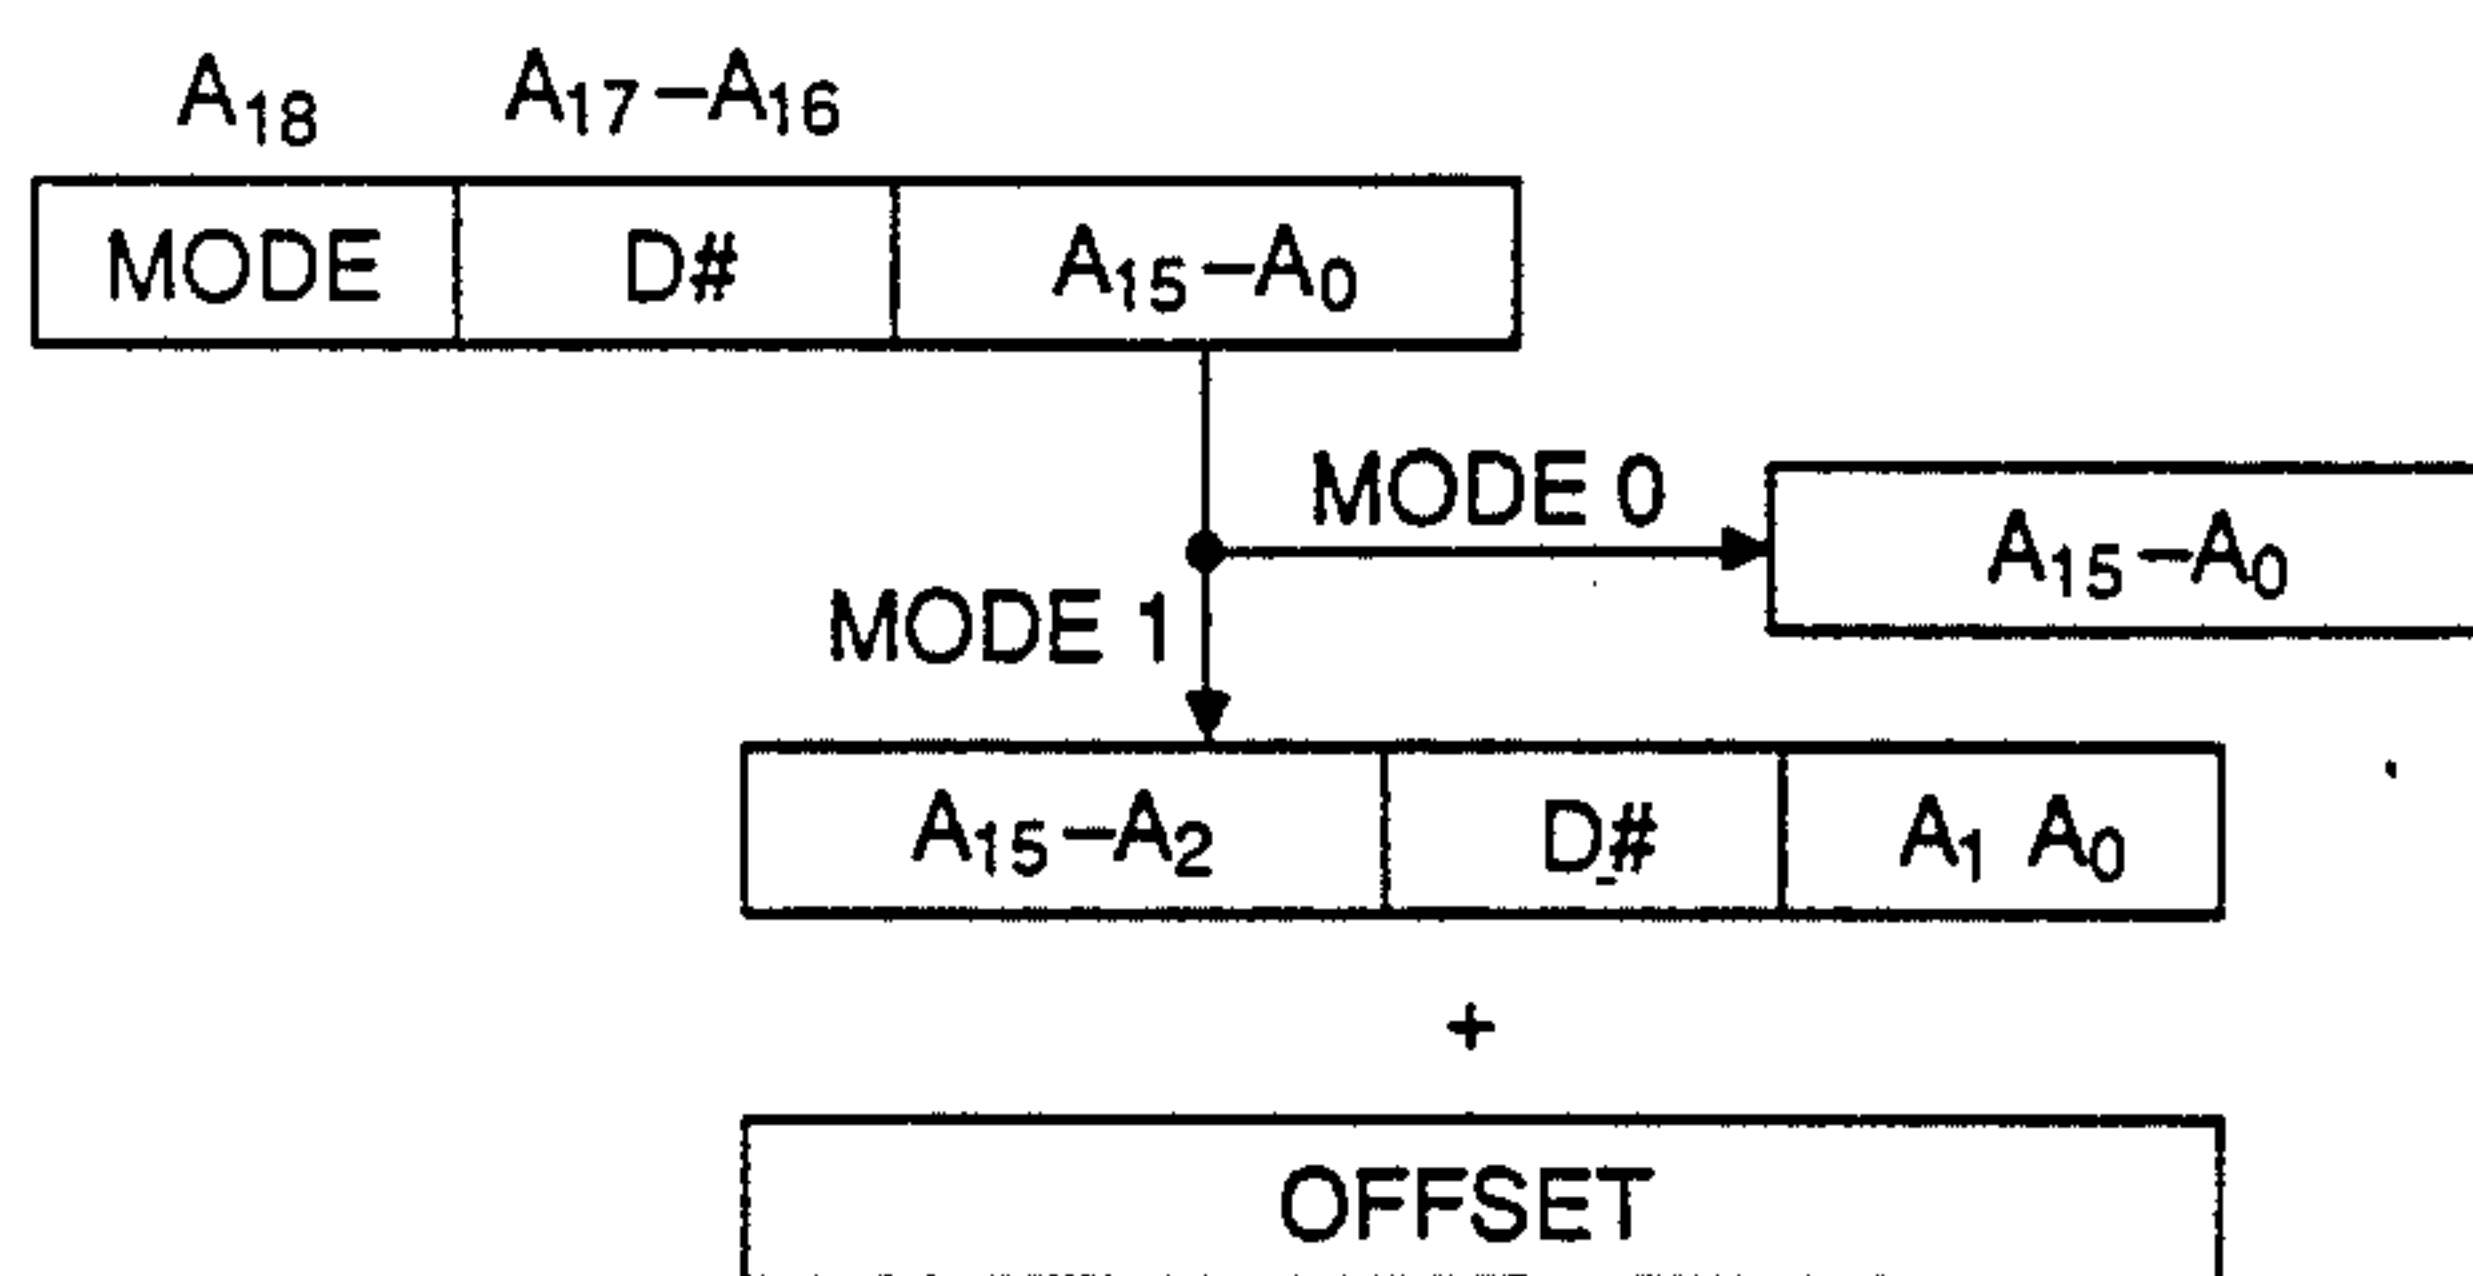 A18 A17–A16
MODE D# A15–A0
MODE 0
A15–A0
MODE 1
A15–A2 D# A1 A0
+
OFFSET